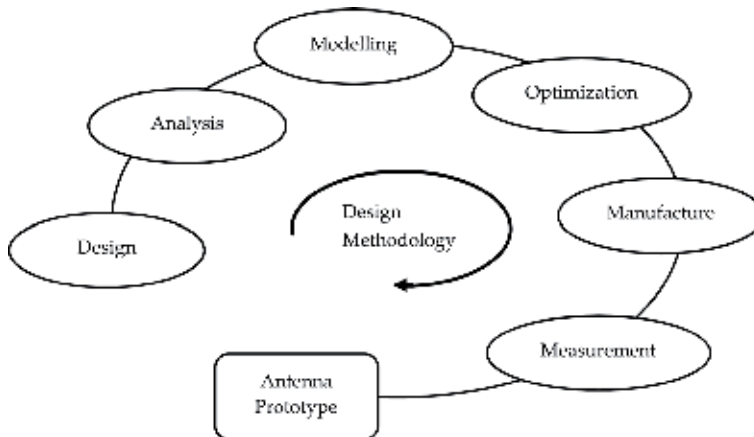 Modelling
Optimization
Analysis
Design
Methodology
Manufacture
Design
Measurement
Antenna
Prototype